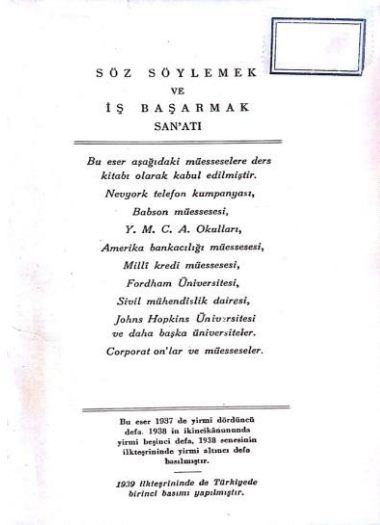 SÖZ SÖYLEMEK
VE
İŞ BAŞARMAK
SAN'ATI
Bu eser aşağıdaki müesseselere ders
kitabı olarak kabul edilmiştir.
Nevyork telefon kumpanyası,
Babson müessesesi,
Y. M. C. A. Okulları,
Amerika bankacılığı müessesesi,
Millî kredi müessesesi,
Fordham Üniversitesi,
Sivil mühendislik dairesi,
Johns Hopkins Üniversitesi
ve daha başka üniversiteler.
Corporat on'lar ve müesseseler.
Bu eser 1937 de yirmi dördüncü
defa. 1938 in ikincikânonunda
yirmi beşinci defa, 1938 senesinin
ilkteşrininde yirmi altıncı defa
basılmıştır.
1939 ilkteşrininde de Türkiyede
birinci basımı yapılmıştır.